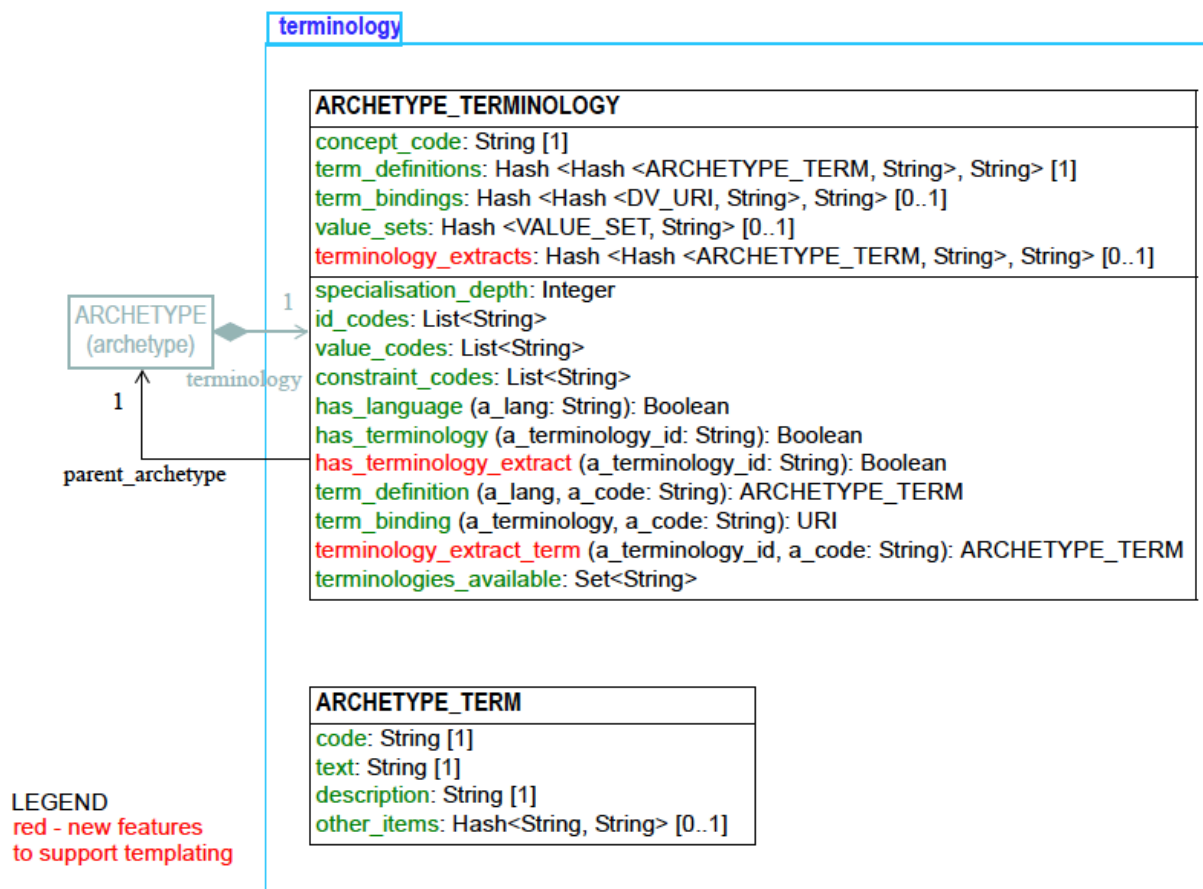 terminology
ARCHETYPE_TERMINOLOGY
concept_code: String [1]
term_definitions: Hash <Hash <ARCHETYPE_TERM, String>, String> [1]
term_bindings: Hash <Hash <DV_URI, String>, String> [0..1]
value_sets: Hash <VALUE_SET, String> [0..1]
terminology_extracts: Hash <Hash <ARCHETYPE_TERM, String>, String> [0..1]
specialisation_depth: Integer
id_codes: List<String>
value_codes: List<String>
constraint_codes: List<String>
has_language (a_lang: String): Boolean
has_terminology (a_terminology_id: String): Boolean
has_terminology_extract (a_terminology_id: String): Boolean
term_definition (a_lang, a_code: String): ARCHETYPE_TERM
term_binding (a_terminology, a_code: String): URI
terminology_extract_term (a_terminology_id, a_code: String): ARCHETYPE_TERM
terminologies_available: Set<String>
ARCHETYPE
(archetype)
1
terminology
1
parent_archetype
ARCHETYPE_TERM
code: String [1]
text: String [1]
description: String [1]
other_items: Hash<String, String> [0..1]
LEGEND
red - new features
to support templating